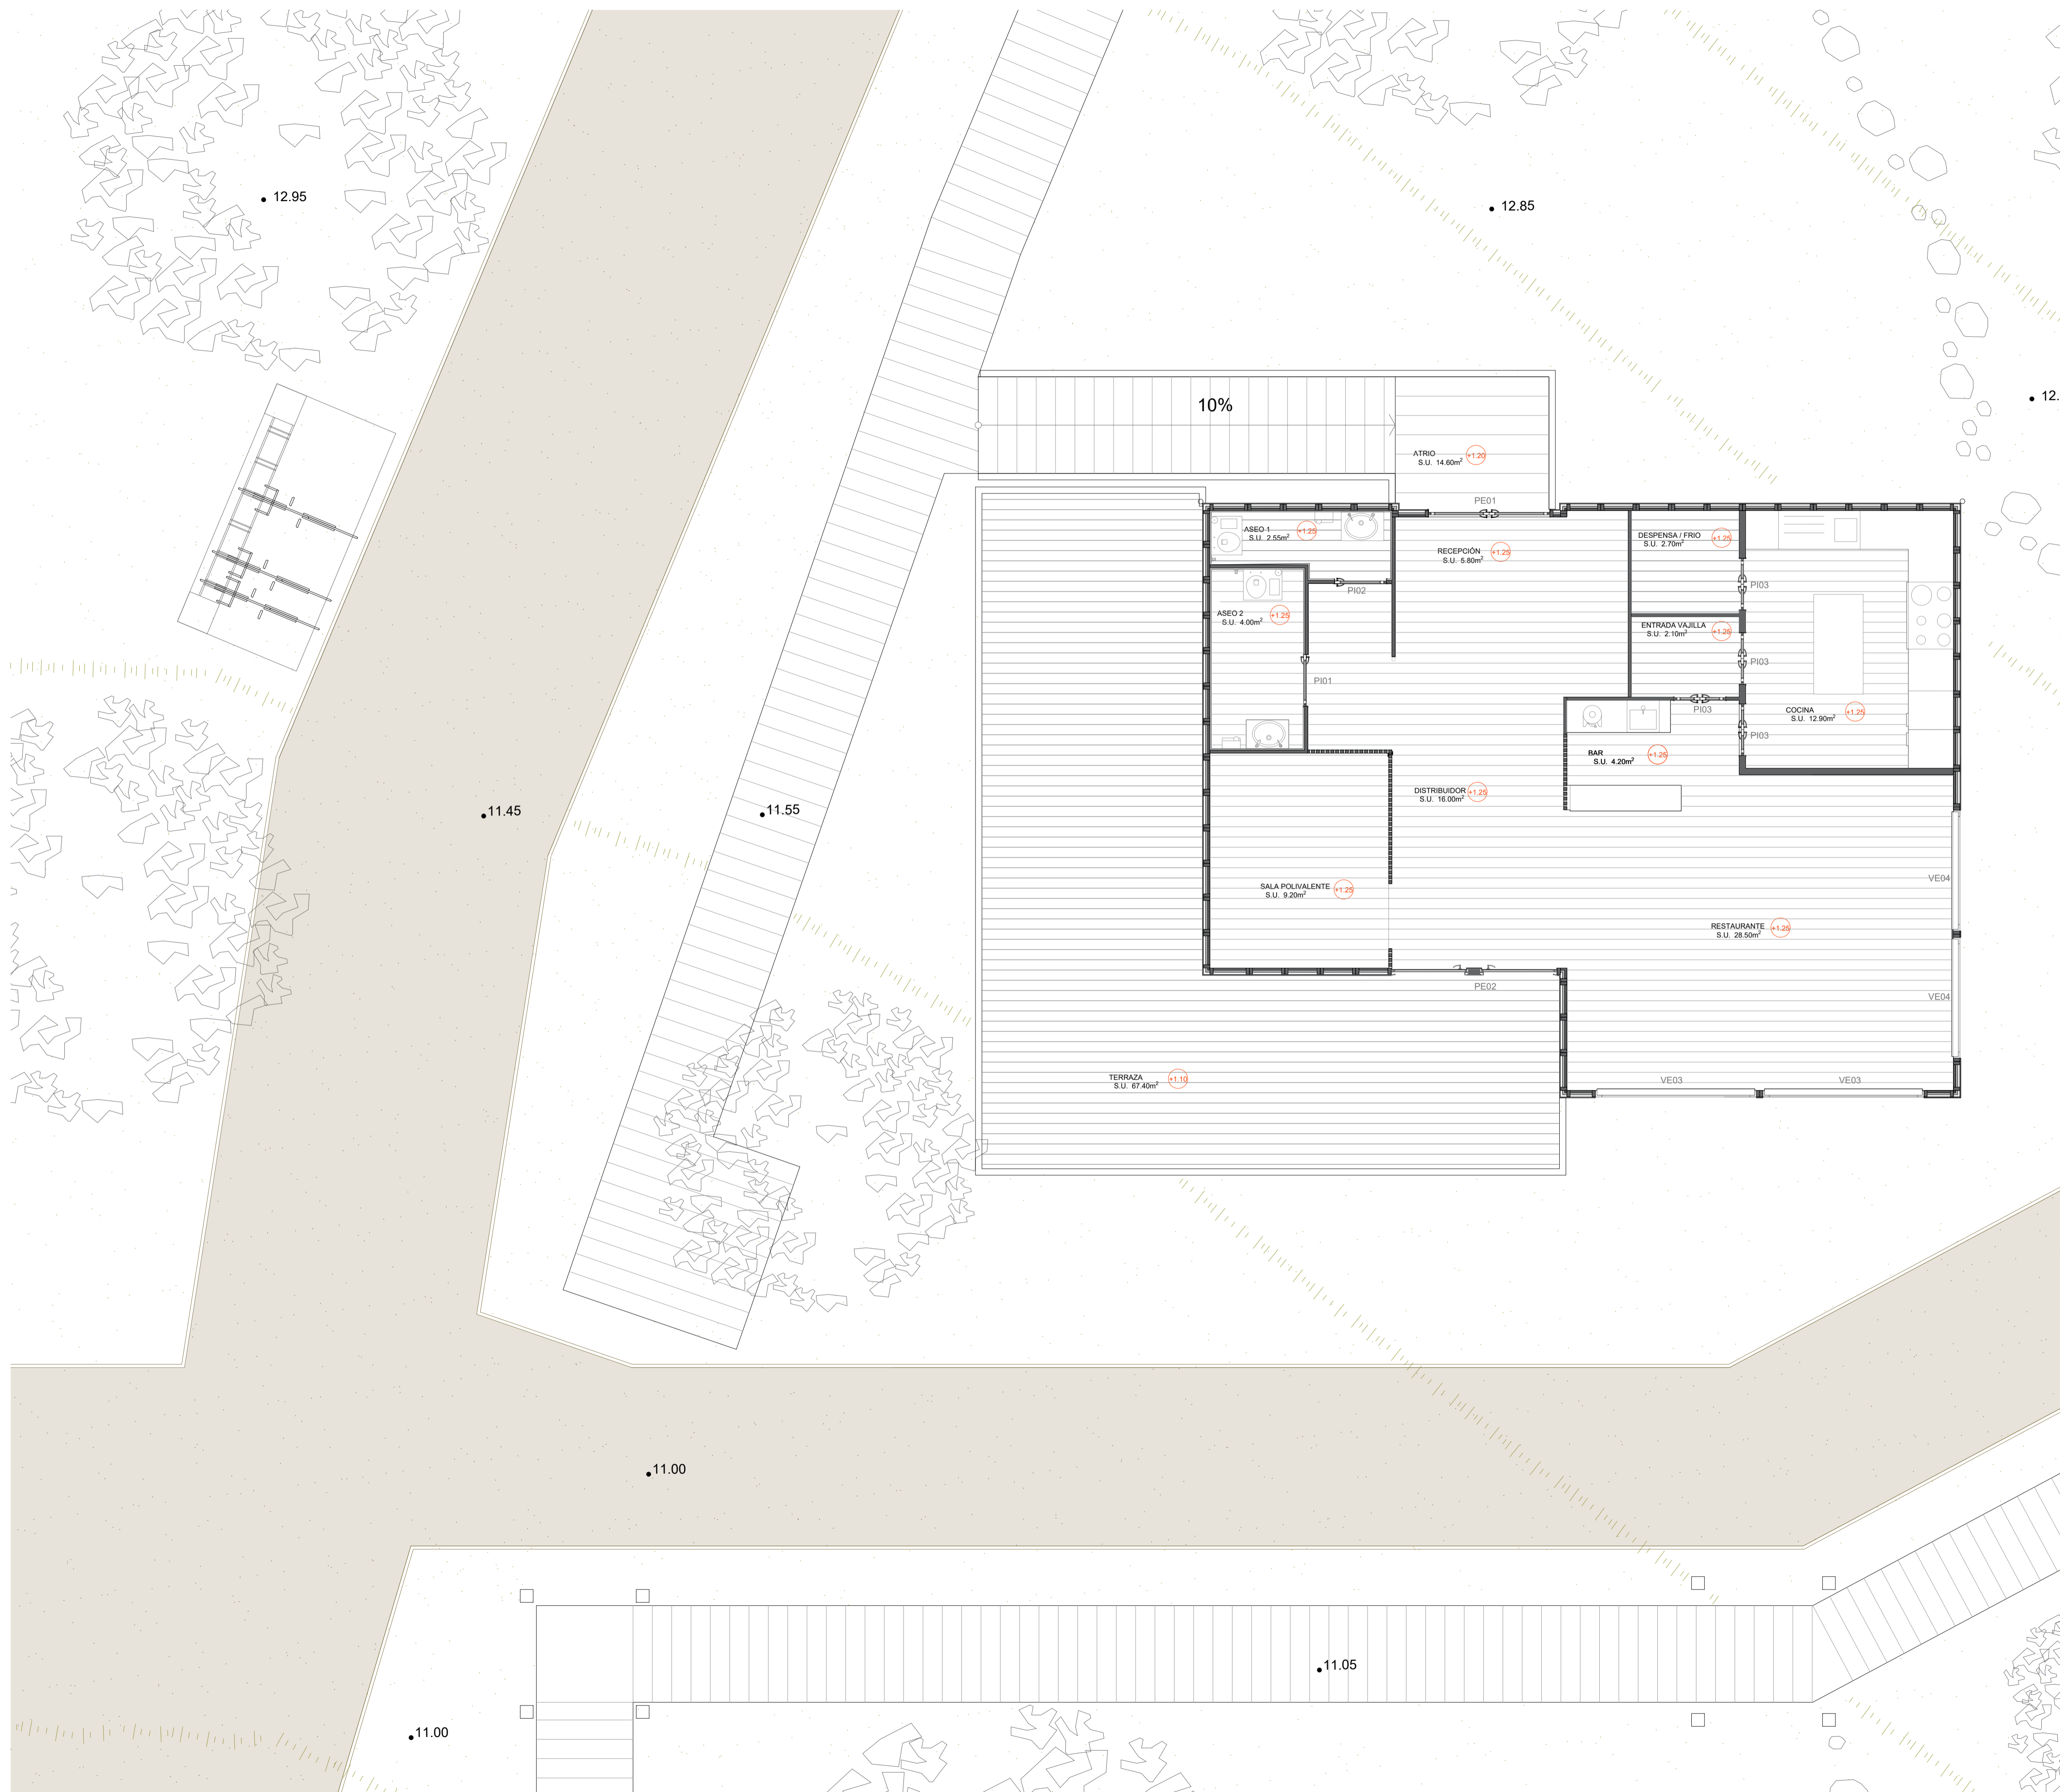 12.95
12.85
12.
10%
ATRIO
S.U. 14.60m²
+1.20
PE01
ASEO 1
S.U. 2.55m²
+1.25
RECEPCIÓN
S.U. 5.80m²
+1.25
DESPENSA / FRIO
S.U. 2.70m²
+1.25
PI02
PI03
ASEO 2
S.U. 4.00m²
+1.25
ENTRADA VAJILLA
S.U. 2.10m²
+1.25
PI03
PI01
PI03
COCINA
S.U. 12.90m²
+1.25
PI03
BAR
S.U. 4.20m²
+1.25
DISTRIBUIDOR
S.U. 16.00m²
+1.25
11.45
11.55
SALA POLIVALENTE
S.U. 9.20m²
+1.25
VE04
RESTAURANTE
S.U. 28.50m²
+1.25
PE02
VE04
TERRAZA
S.U. 67.40m²
+1.10
VE03
VE03
11.00
11.05
11.00